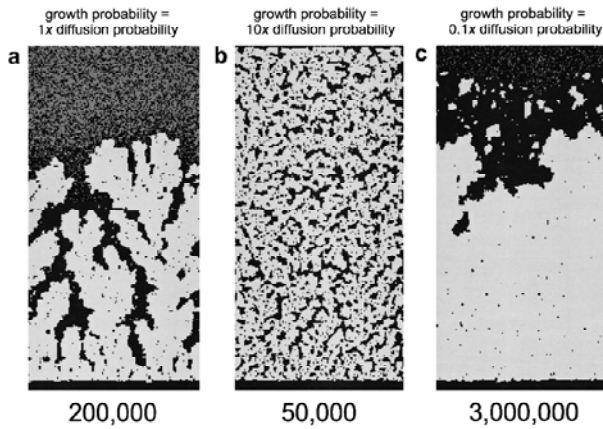 growth probability =
1x diffusion probability
growth probability =
10x diffusion probability
growth probability =
0.1x diffusion probability
a
b
c
200,000
50,000
3,000,000